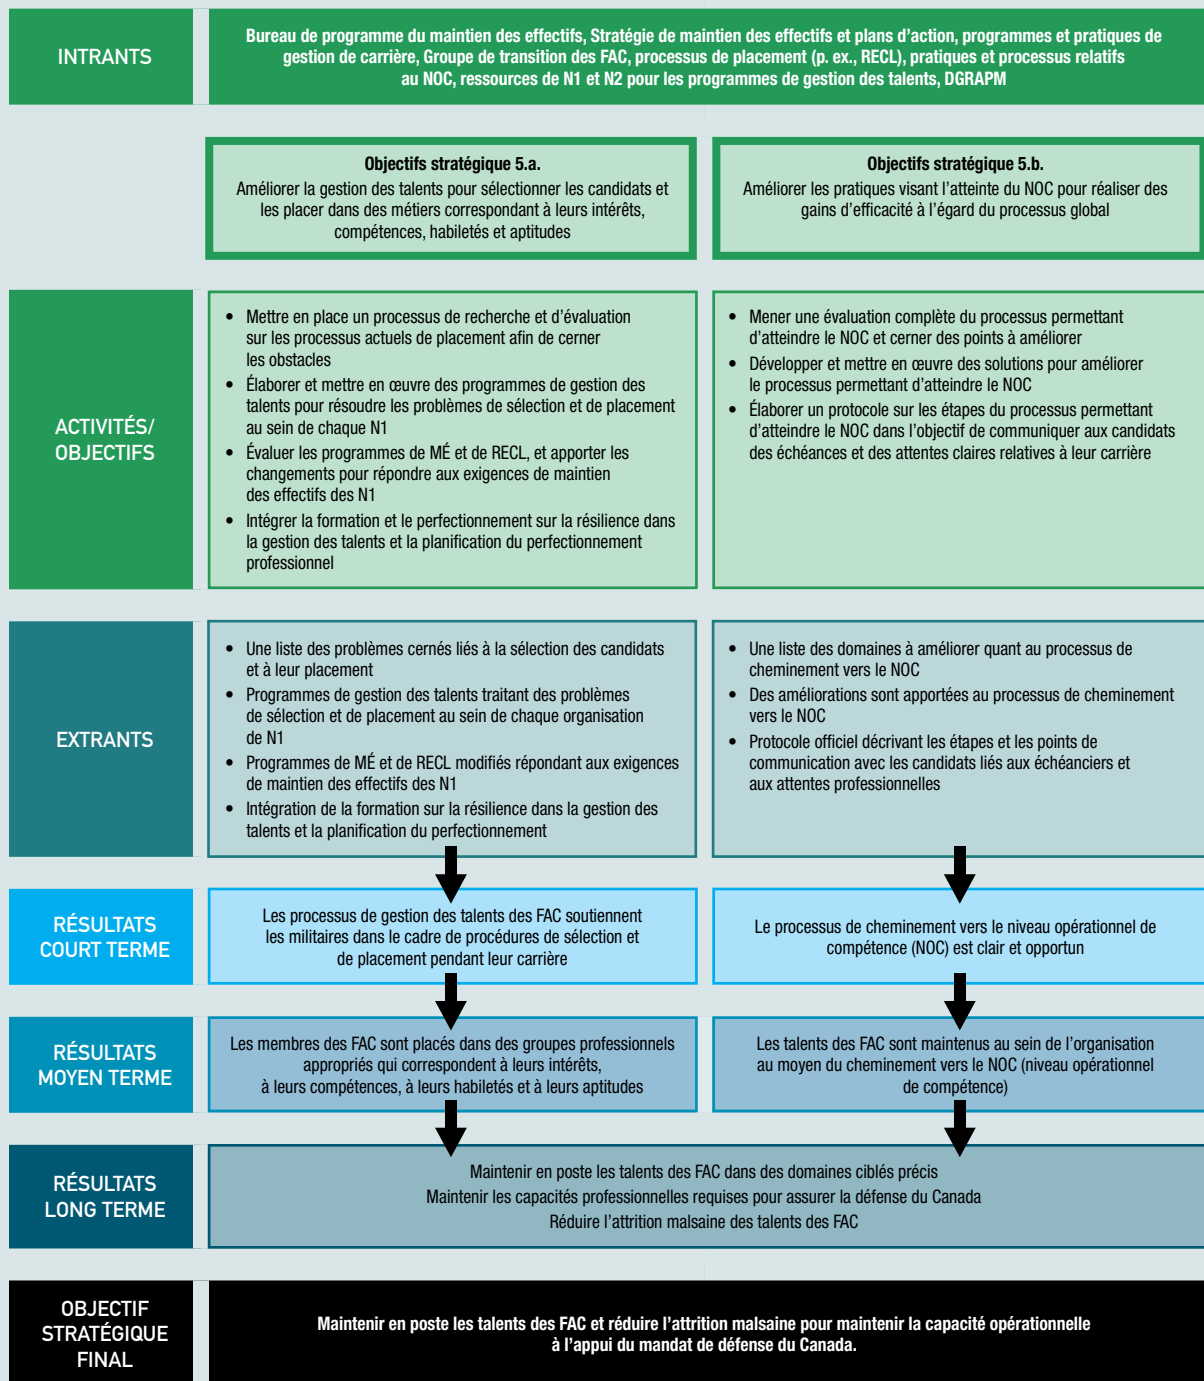 INTRANTS
Bureau de programme du maintien des effectifs, Stratégie de maintien des effectifs et plans d’action, programmes et pratiques de
gestion de carrière, Groupe de transition des FAC, processus de placement (p. ex., RECL), pratiques et processus relatifs
au NOC, ressources de N1 et N2 pour les programmes de gestion des talents, DGRAPM
Objectifs stratégique 5.a.
Améliorer la gestion des talents pour sélectionner les candidats et
les placer dans des métiers correspondant à leurs intérêts,
compétences, habiletés et aptitudes
Objectifs stratégique 5.b.
Améliorer les pratiques visant l’atteinte du NOC pour réaliser des
gains d’efficacité à l’égard du processus global
ACTIVITÉS/
OBJECTIFS
• Mettre en place un processus de recherche et d’évaluation
sur les processus actuels de placement afin de cerner
les obstacles
• Élaborer et mettre en œuvre des programmes de gestion des
talents pour résoudre les problèmes de sélection et de placement
au sein de chaque N1
• Évaluer les programmes de MÉ et de RECL, et apporter les
changements pour répondre aux exigences de maintien
des effectifs des N1
• Intégrer la formation et le perfectionnement sur la résilience dans
la gestion des talents et la planification du perfectionnement
professionnel
• Mener une évaluation complète du processus permettant
d’atteindre le NOC et cerner des points à améliorer
• Développer et mettre en œuvre des solutions pour améliorer
le processus permettant d’atteindre le NOC
• Élaborer un protocole sur les étapes du processus permettant
d’atteindre le NOC dans l’objectif de communiquer aux candidats
des échéances et des attentes claires relatives à leur carrière
EXTRANTS
• Une liste des problèmes cernés liés à la sélection des candidats
et à leur placement
• Programmes de gestion des talents traitant des problèmes
de sélection et de placement au sein de chaque organisation
de N1
• Programmes de MÉ et de RECL modifiés répondant aux exigences
de maintien des effectifs des N1
• Intégration de la formation sur la résilience dans la gestion des
talents et la planification du perfectionnement
• Une liste des domaines à améliorer quant au processus de
cheminement vers le NOC
• Des améliorations sont apportées au processus de cheminement
vers le NOC
• Protocole officiel décrivant les étapes et les points de
communication avec les candidats liés aux échéanciers et
aux attentes professionnelles
RÉSULTATS
COURT TERME
Les processus de gestion des talents des FAC soutiennent
les militaires dans le cadre de procédures de sélection et
de placement pendant leur carrière
Le processus de cheminement vers le niveau opérationnel de
compétence (NOC) est clair et opportun
RÉSULTATS
MOYEN TERME
Les membres des FAC sont placés dans des groupes professionnels
appropriés qui correspondent à leurs intérêts,
à leurs compétences, à leurs habiletés et à leurs aptitudes
Les talents des FAC sont maintenus au sein de l’organisation
au moyen du cheminement vers le NOC (niveau opérationnel
de compétence)
RÉSULTATS
LONG TERME
Maintenir en poste les talents des FAC dans des domaines ciblés précis
Maintenir les capacités professionnelles requises pour assurer la défense du Canada
Réduire l’attrition malsaine des talents des FAC
OBJECTIF
STRATÉGIQUE
FINAL
Maintenir en poste les talents des FAC et réduire l’attrition malsaine pour maintenir la capacité opérationnelle
à l’appui du mandat de défense du Canada.